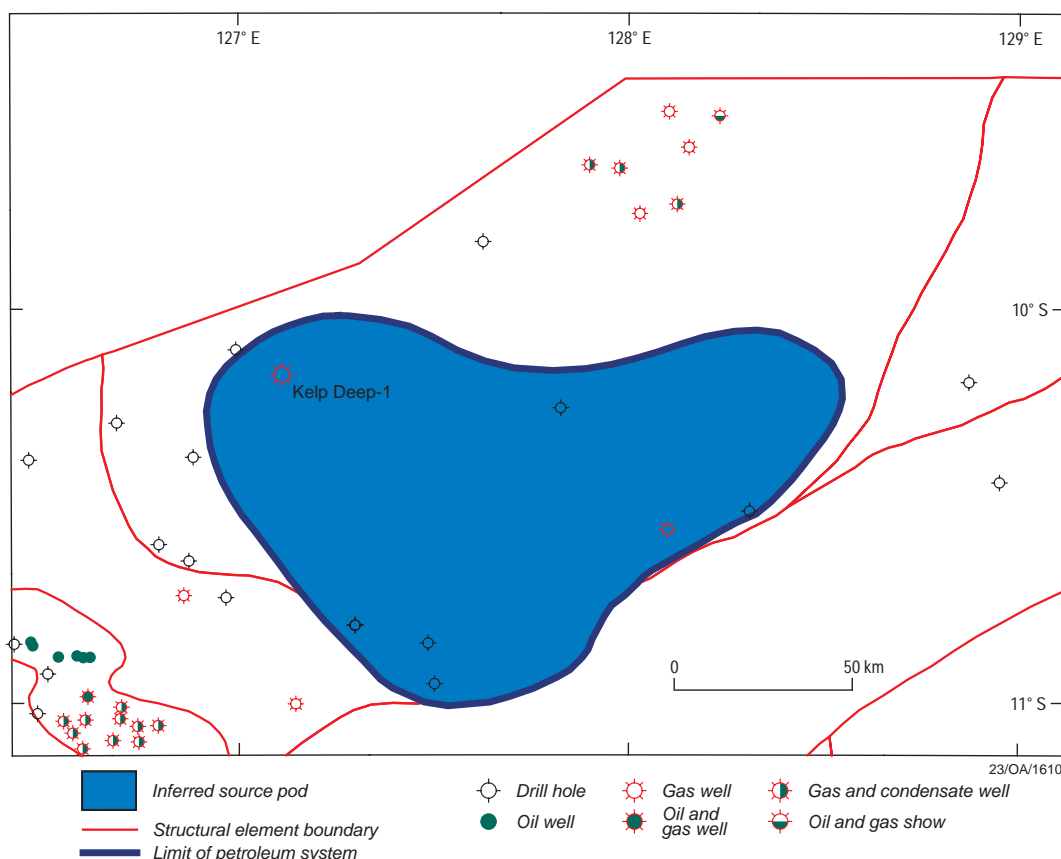 127° E
128° E
129° E
10° S
Kelp Deep-1
0
50 km
11° S
23/OA/1610
Inferred source pod
Structural element boundary
Limit of petroleum system
Drill hole
Oil well
Gas well
Oil and
gas well
Gas and condensate well
Oil and gas show